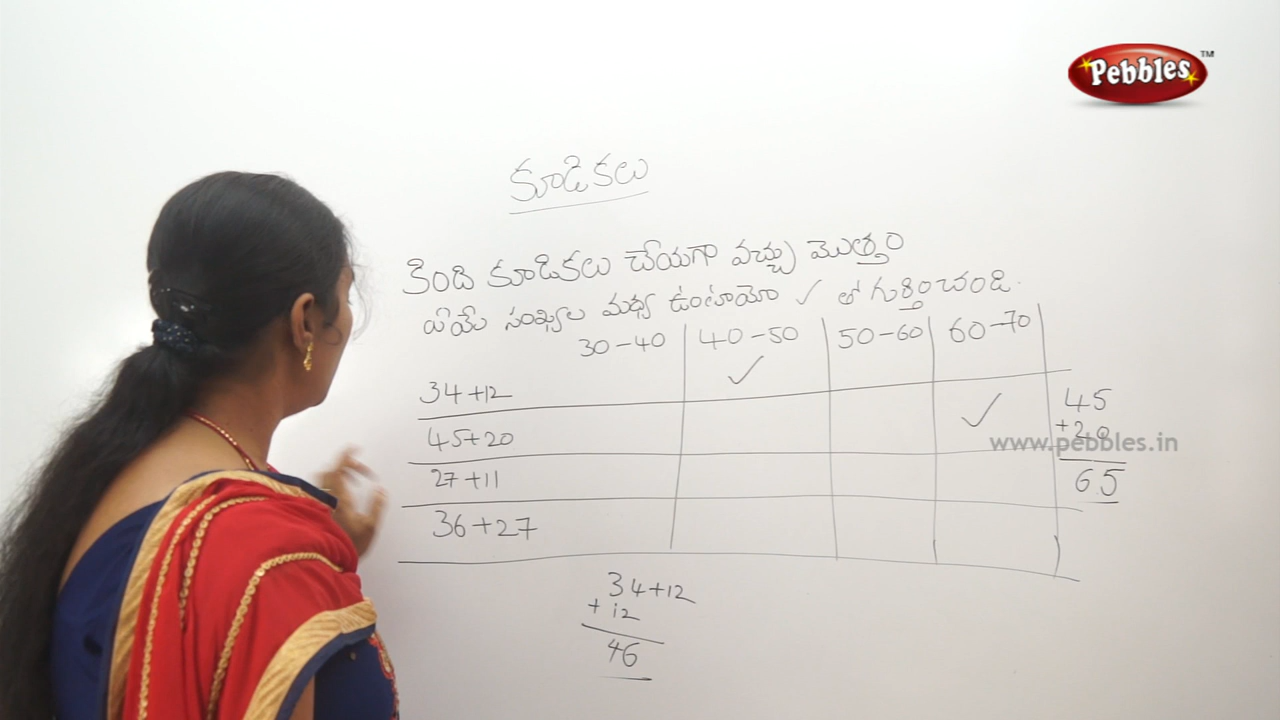 Pebbles™
కూడికలు
కింది కూడికలు చేయగా వచ్చు మొత్తం
ఏయే సంఖ్యల మధ్య ఉంటాయో ✓ తో గుర్తించండి.
30-40 40-50 50-60 60-70
34+12 ✓
45+20 ✓
27+11
36+27
45
+20
65
www.pebbles.in
34+12
+12
46